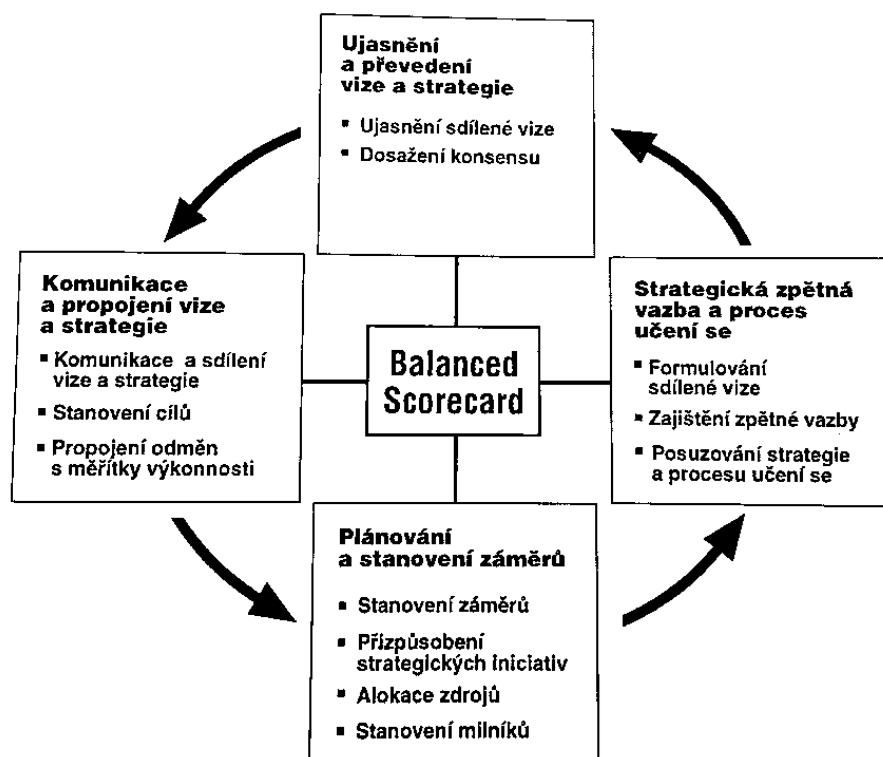 Ujasnění
a převedení
vize a strategie
▪ Ujasnění sdílené vize
▪ Dosažení konsensu
Komunikace
a propojení vize
a strategie
▪ Komunikace a sdílení
vize a strategie
▪ Stanovení cílů
▪ Propojení odměn
s měřítky výkonnosti
Balanced
Scorecard
Strategická zpětná
vazba a proces
učení se
▪ Formulování
sdílené vize
▪ Zajištění zpětné vazby
▪ Posuzování strategie
a procesu učení se
Plánování
a stanovení záměrů
▪ Stanovení záměrů
▪ Přizpůsobení
strategických iniciativ
▪ Alokace zdrojů
▪ Stanovení milníků